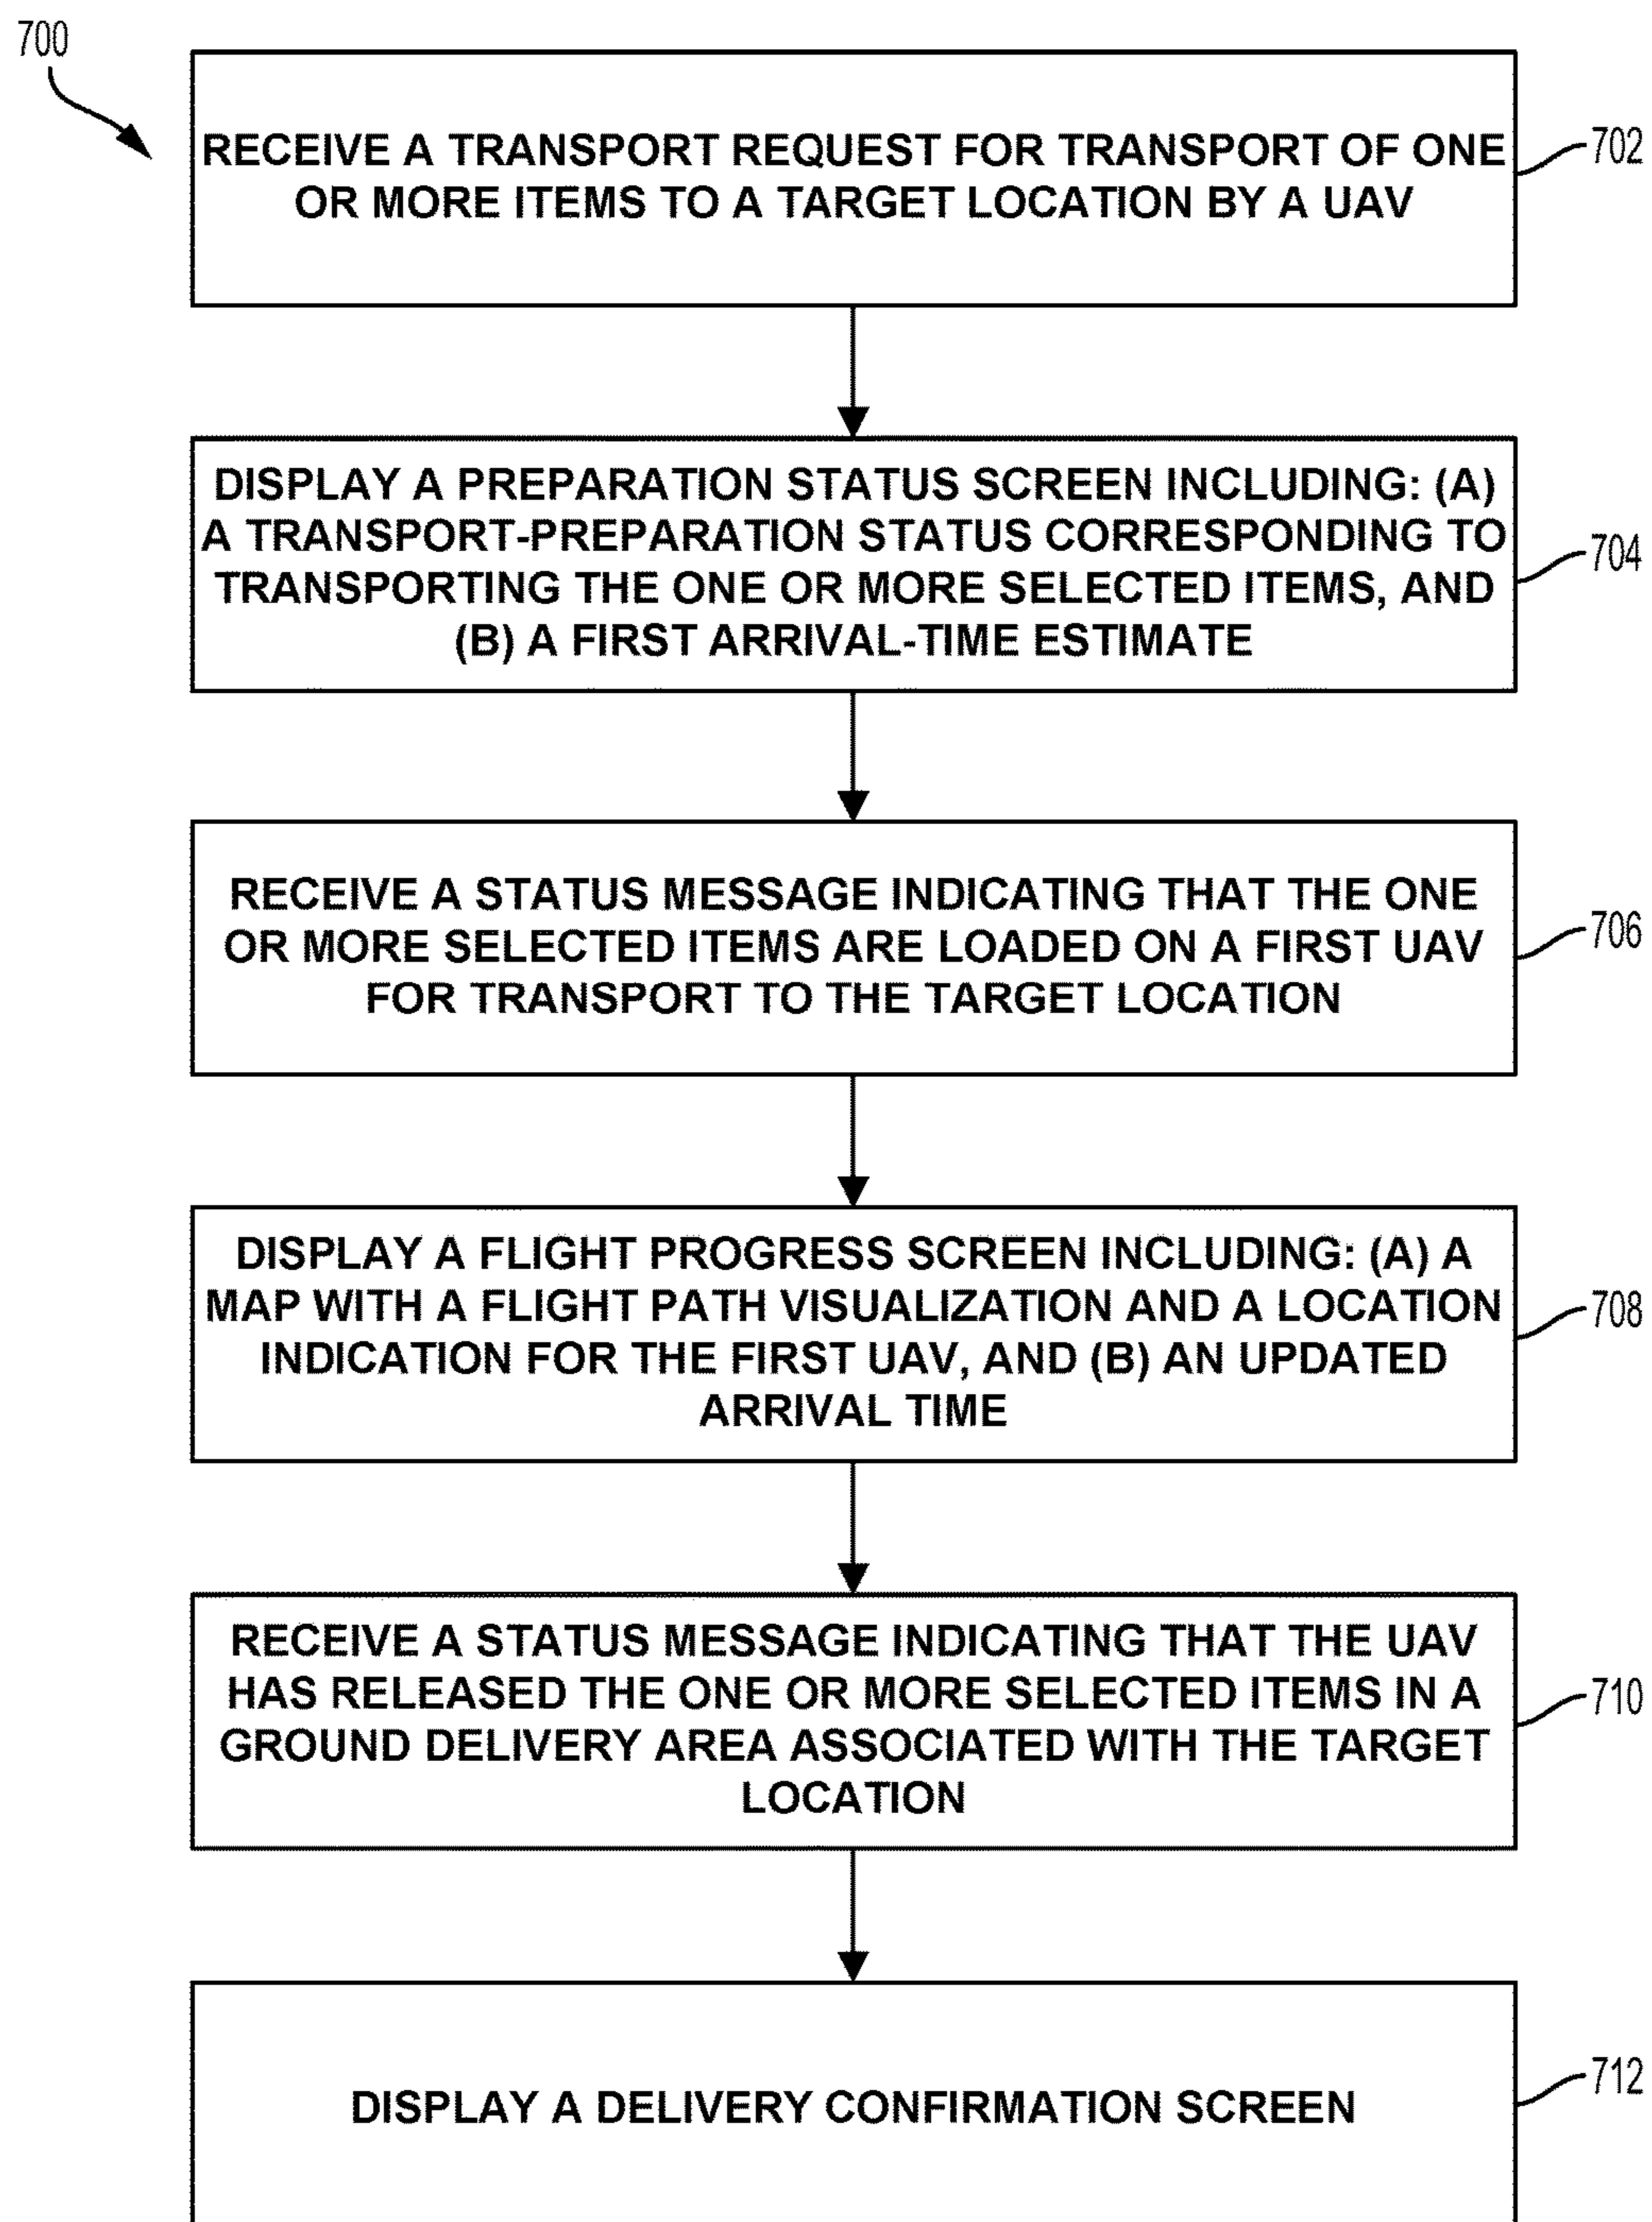 700
RECEIVE A TRANSPORT REQUEST FOR TRANSPORT OF ONE
OR MORE ITEMS TO A TARGET LOCATION BY A UAV
702
DISPLAY A PREPARATION STATUS SCREEN INCLUDING: (A)
A TRANSPORT-PREPARATION STATUS CORRESPONDING TO
TRANSPORTING THE ONE OR MORE SELECTED ITEMS, AND
(B) A FIRST ARRIVAL-TIME ESTIMATE
704
RECEIVE A STATUS MESSAGE INDICATING THAT THE ONE
OR MORE SELECTED ITEMS ARE LOADED ON A FIRST UAV
FOR TRANSPORT TO THE TARGET LOCATION
706
DISPLAY A FLIGHT PROGRESS SCREEN INCLUDING: (A) A
MAP WITH A FLIGHT PATH VISUALIZATION AND A LOCATION
INDICATION FOR THE FIRST UAV, AND (B) AN UPDATED
ARRIVAL TIME
708
RECEIVE A STATUS MESSAGE INDICATING THAT THE UAV
HAS RELEASED THE ONE OR MORE SELECTED ITEMS IN A
GROUND DELIVERY AREA ASSOCIATED WITH THE TARGET
LOCATION
710
DISPLAY A DELIVERY CONFIRMATION SCREEN
712